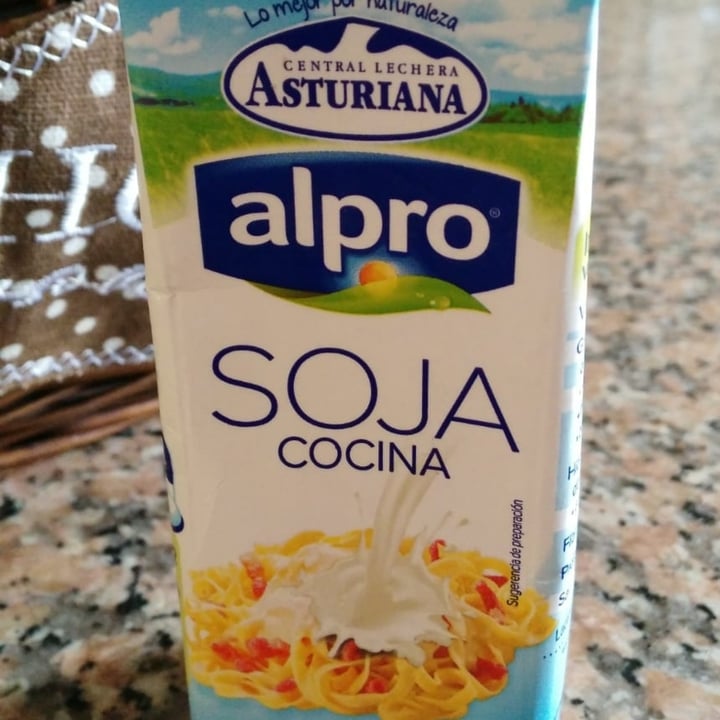 Lo mejor por naturaleza
CENTRAL LECHERA
ASTURIANA
alpro®
SOJA
COCINA
Sugerencia de preparación